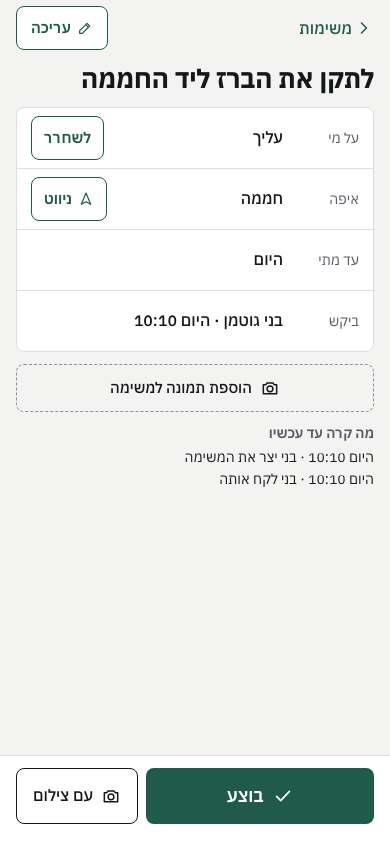 משימות
עריכה
לתקן את הברז ליד החממה
על מי עליך לשחרר
איפה חממה ניווט
עד מתי היום
ביקש בני גוטמן · היום 10:10
הוספת תמונה למשימה
מה קרה עד עכשיו
היום 10:10 · בני יצר את המשימה
היום 10:10 · בני לקח אותה
בוצע
עם צילום